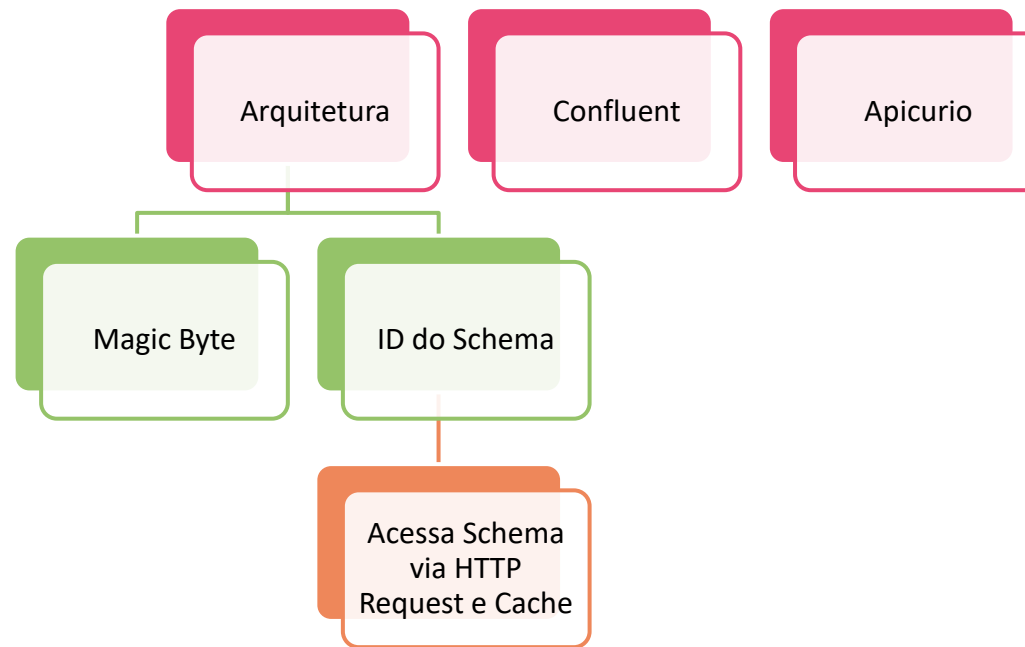 Arquitetura
Confluent
Apicurio
Magic Byte
ID do Schema
Acessa Schema
via HTTP
Request e Cache